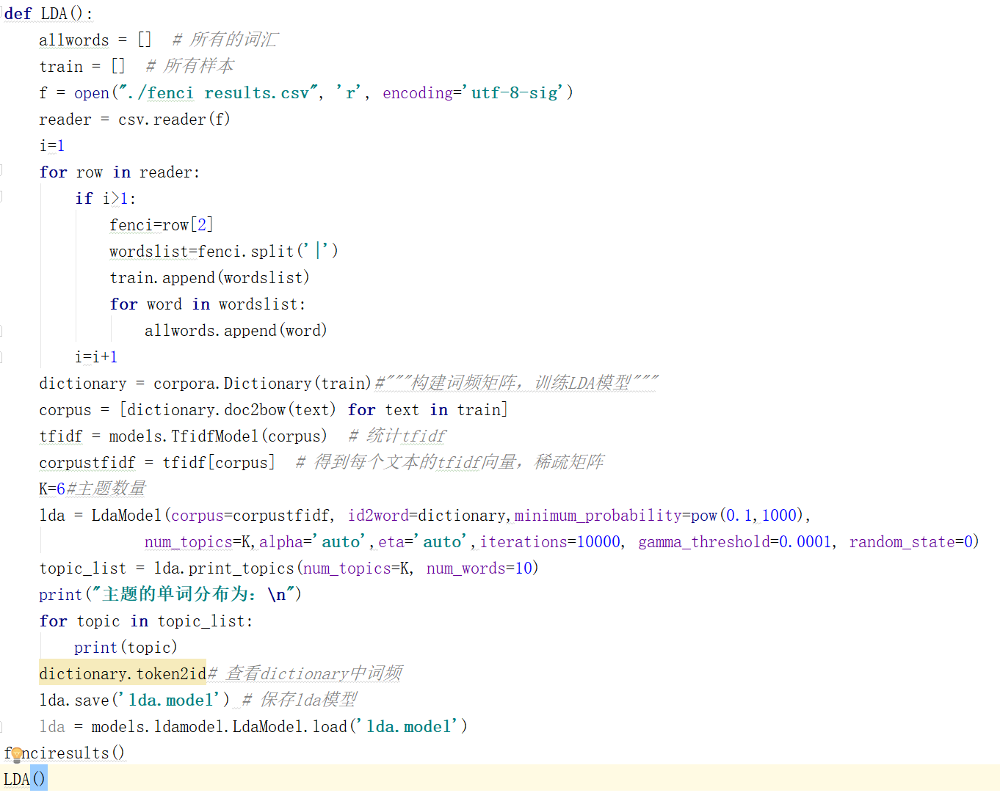 def LDA():
    allwords = []  # 所有的词汇
    train = []  # 所有样本
    f = open("./fenci results.csv", 'r', encoding='utf-8-sig')
    reader = csv.reader(f)
    i=1
    for row in reader:
        if i>1:
            fenci=row[2]
            wordslist=fenci.split('|')
            train.append(wordslist)
            for word in wordslist:
                allwords.append(word)
        i=i+1
    dictionary = corpora.Dictionary(train)#"""构建词频矩阵，训练LDA模型"""
    corpus = [dictionary.doc2bow(text) for text in train]
    tfidf = models.TfidfModel(corpus)  # 统计tfidf
    corpustfidf = tfidf[corpus]  # 得到每个文本的tfidf向量，稀疏矩阵
    K=6#主题数量
    lda = LdaModel(corpus=corpustfidf, id2word=dictionary,minimum_probability=pow(0.1,1000),
                num_topics=K,alpha='auto',eta='auto',iterations=10000, gamma_threshold=0.0001, random_state=0)
    topic_list = lda.print_topics(num_topics=K, num_words=10)
    print("主题的单词分布为：\n")
    for topic in topic_list:
        print(topic)
    dictionary.token2id# 查看dictionary中词频
    lda.save('lda.model') # 保存lda模型
    lda = models.ldamodel.LdaModel.load('lda.model')
fenciresults()
LDA()